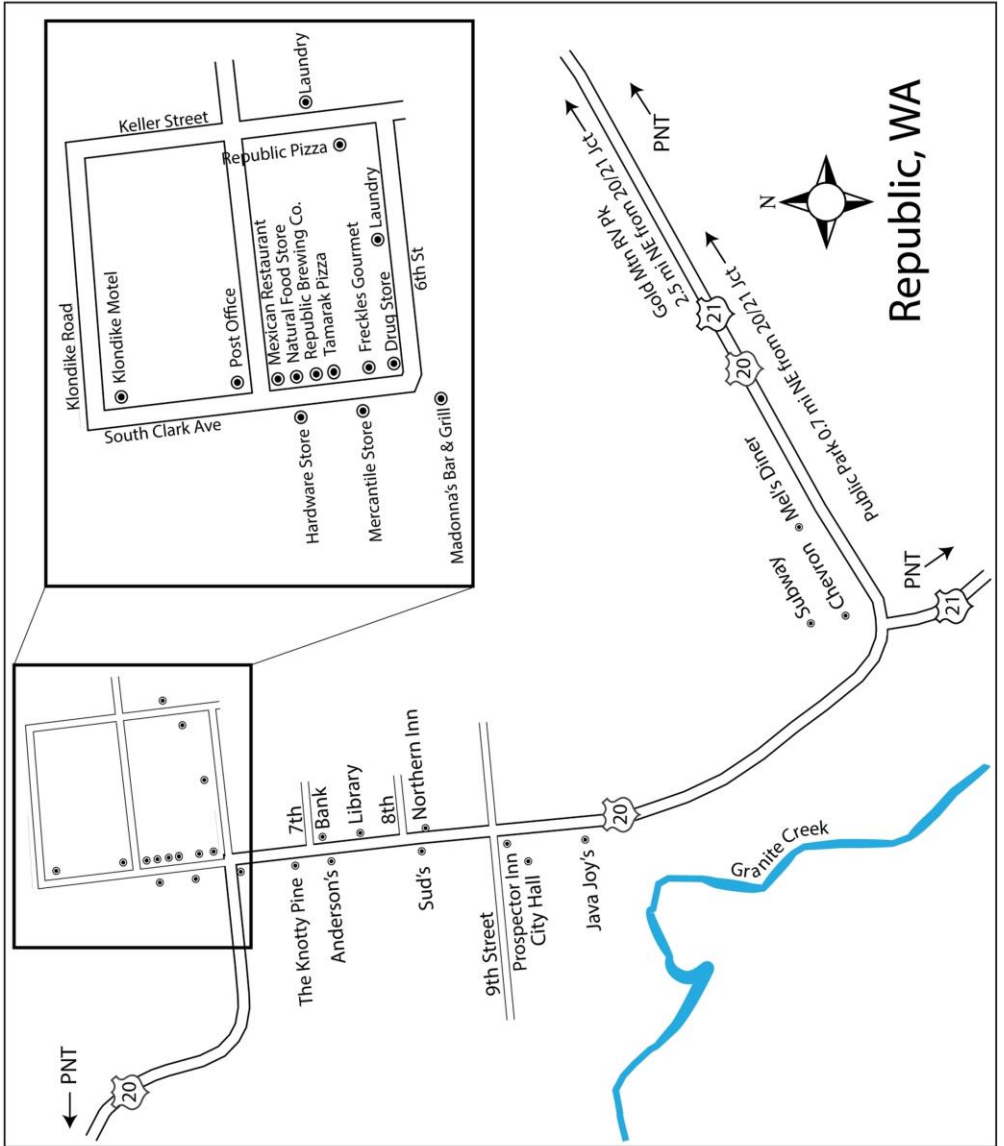 Klondike Road
Keller Street
Laundry
Klondike Motel
Post Office
Republic Pizza
Mexican Restaurant
Natural Food Store
Republic Brewing Co.
Tamarak Pizza
Freckles Gourmet
Laundry
Drug Store
6th St
South Clark Ave
Hardware Store
Mercantile Store
Madonna's Bar & Grill
PNT
Gold Mtn RV Pk
2.5 mi NE from 20/21 Jct
21
20
Public Park 0.7 mi NE from 20/21 Jct
N
Republic, WA
Mel's Diner
Subway
Chevron
PNT
21
7th
Bank
Library
8th
Northern Inn
The Knotty Pine
Anderson's
Sud's
9th Street
Prospector Inn
City Hall
Java Joy's
20
Granite Creek
PNT
20